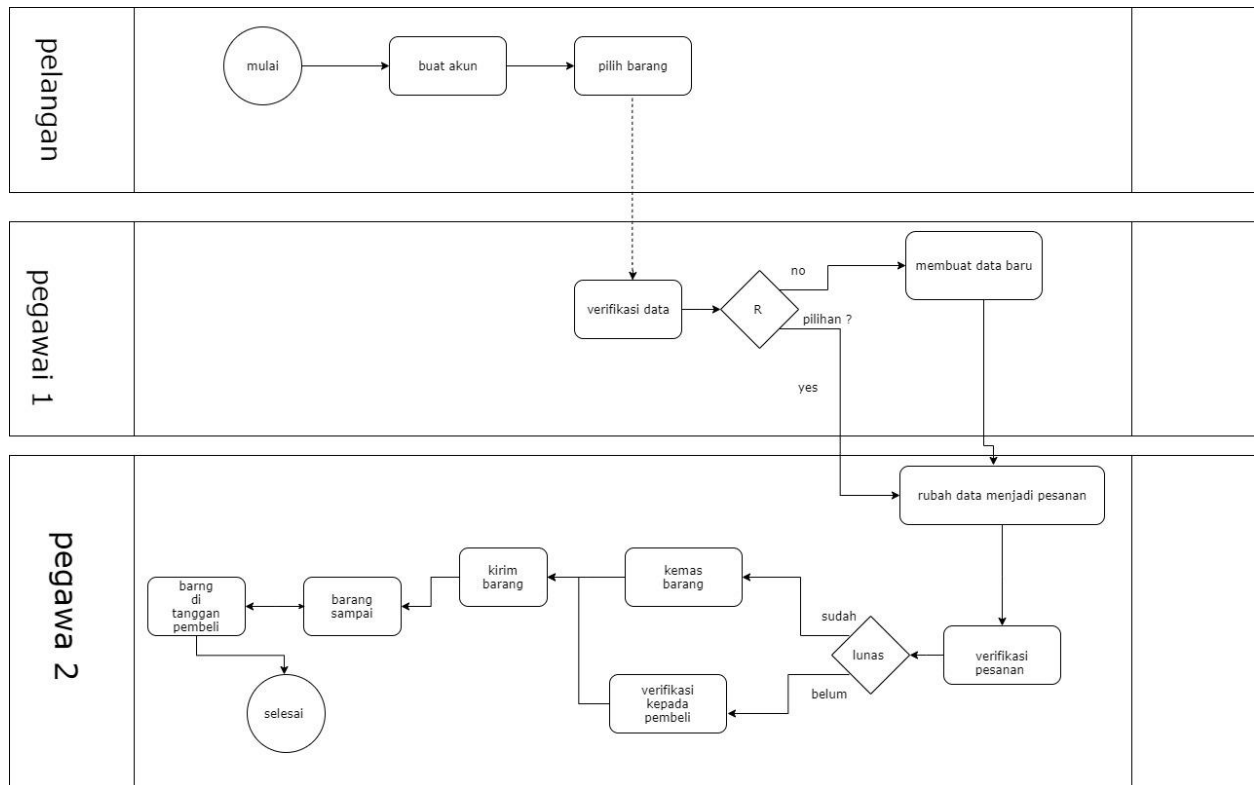 pelangan
mulai
buat akun
pilih barang
pegawai 1
verifikasi data
R
no
pilihan ?
yes
membuat data baru
pegawa 2
rubah data menjadi pesanan
verifikasi
pesanan
lunas
sudah
belum
kemas
barang
verifikasi
kepada
pembeli
kirim
barang
barang
sampai
barng
di
tanggan
pembeli
selesai